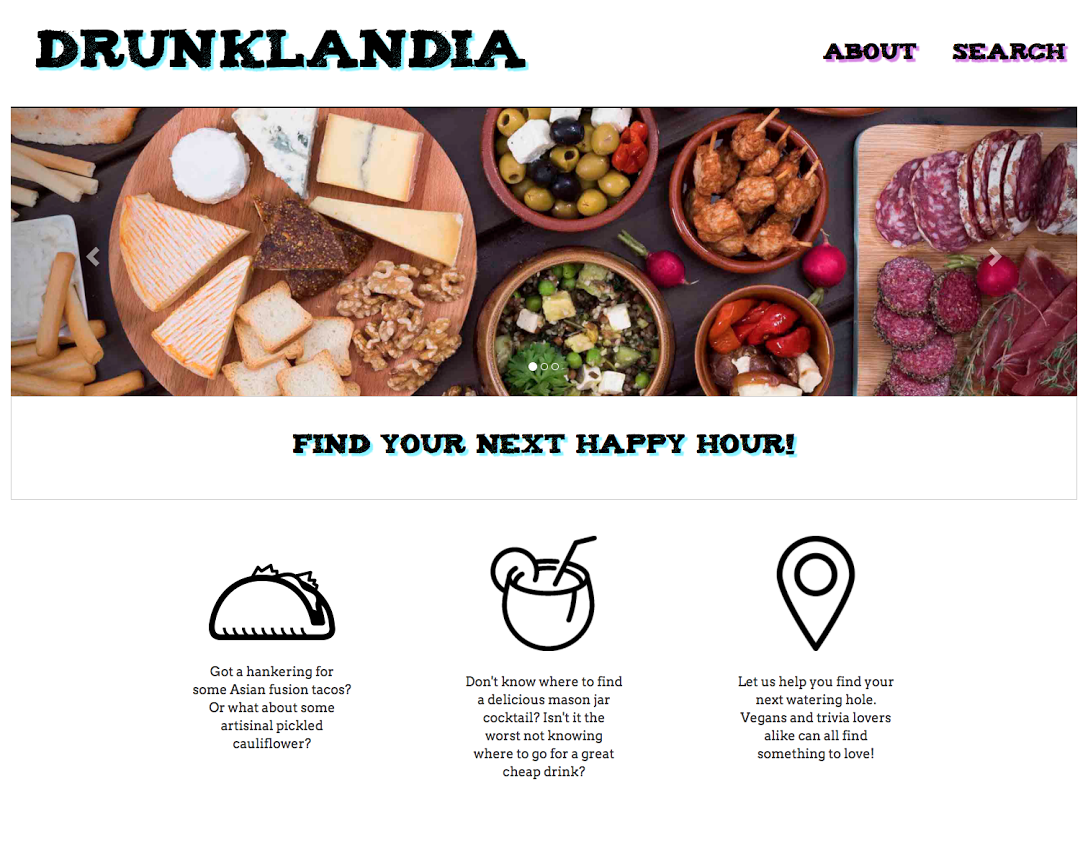 DRUNKLANDIA
ABOUT SEARCH
FIND YOUR NEXT HAPPY HOUR!
Got a hankering for
some Asian fusion tacos?
Or what about some
artisinal pickled
cauliflower?
Don't know where to find
a delicious mason jar
cocktail? Isn't it the
worst not knowing
where to go for a great
cheap drink?
Let us help you find your
next watering hole.
Vegans and trivia lovers
alike can all find
something to love!